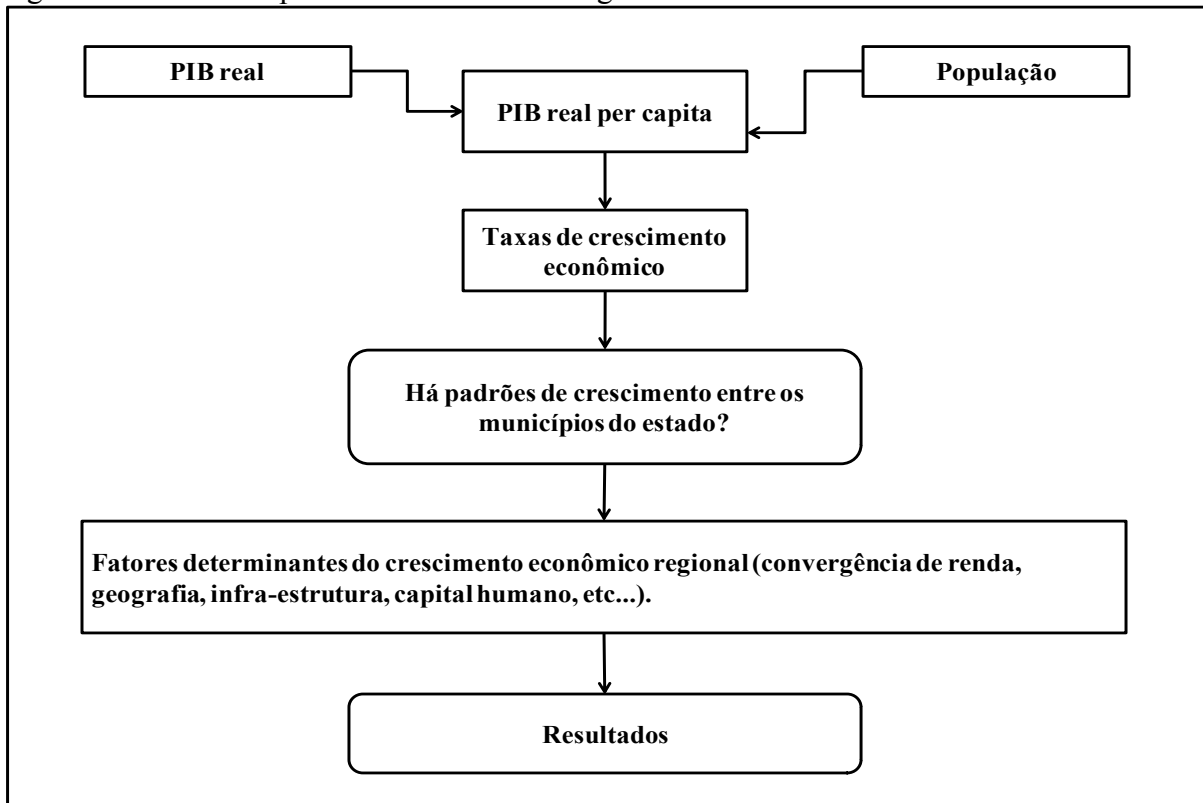 PIB real
População
PIB real per capita
Taxas de crescimento
econômico
Há padrões de crescimento entre os
municípios do estado?
Fatores determinantes do crescimento econômico regional (convergência de renda,
geografia, infra-estrutura, capital humano, etc...).
Resultados